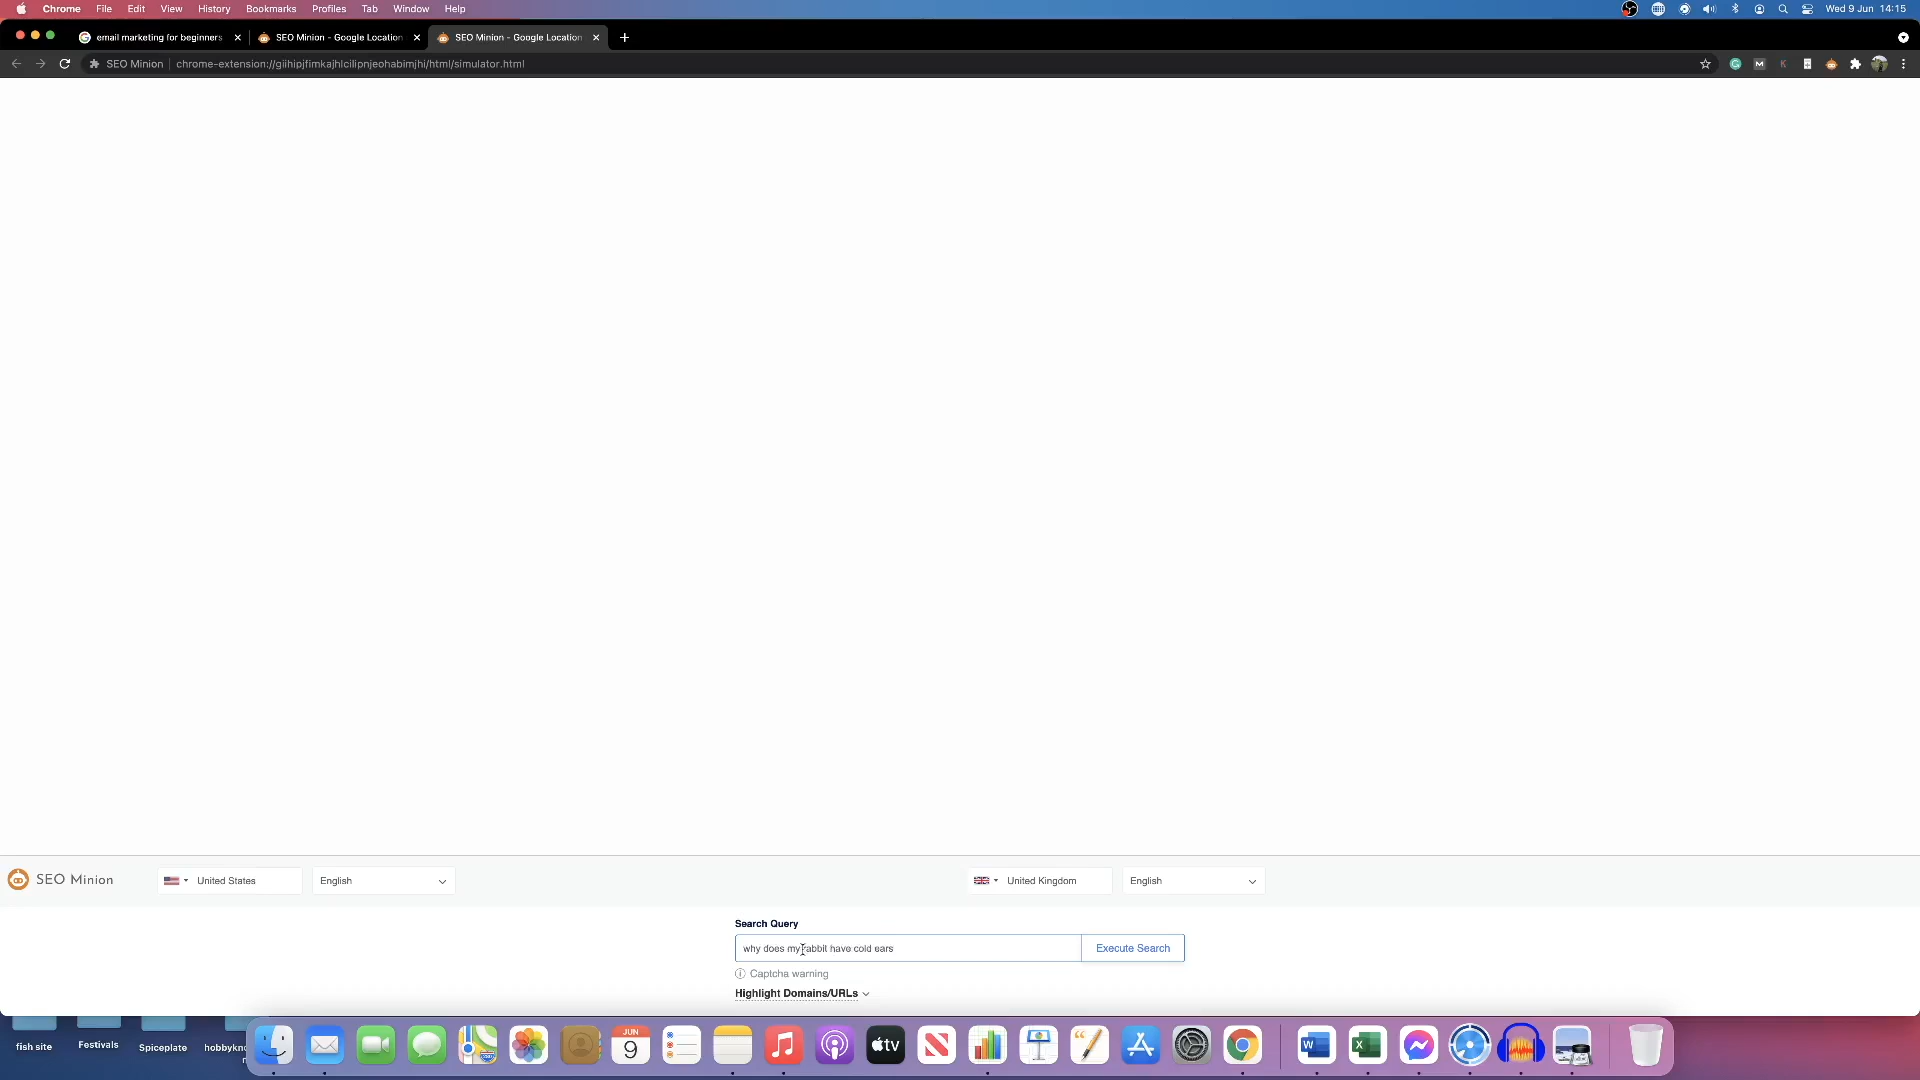 Chrome File Edit View History Bookmarks Profiles Tab Window Help Wed 9 Jun 14:15
email marketing for beginners SEO Minion - Google Location SEO Minion - Google Location
SEO Minion chrome-extension://giihipjfimkajhlcilipnjeohabimjhi/html/simulator.html
SEO Minion United States English United Kingdom English
Search Query
why does my rabbit have cold ears Execute Search
Captcha warning
Highlight Domains/URLs
JUN
9
tv
fish site Festivals Spiceplate